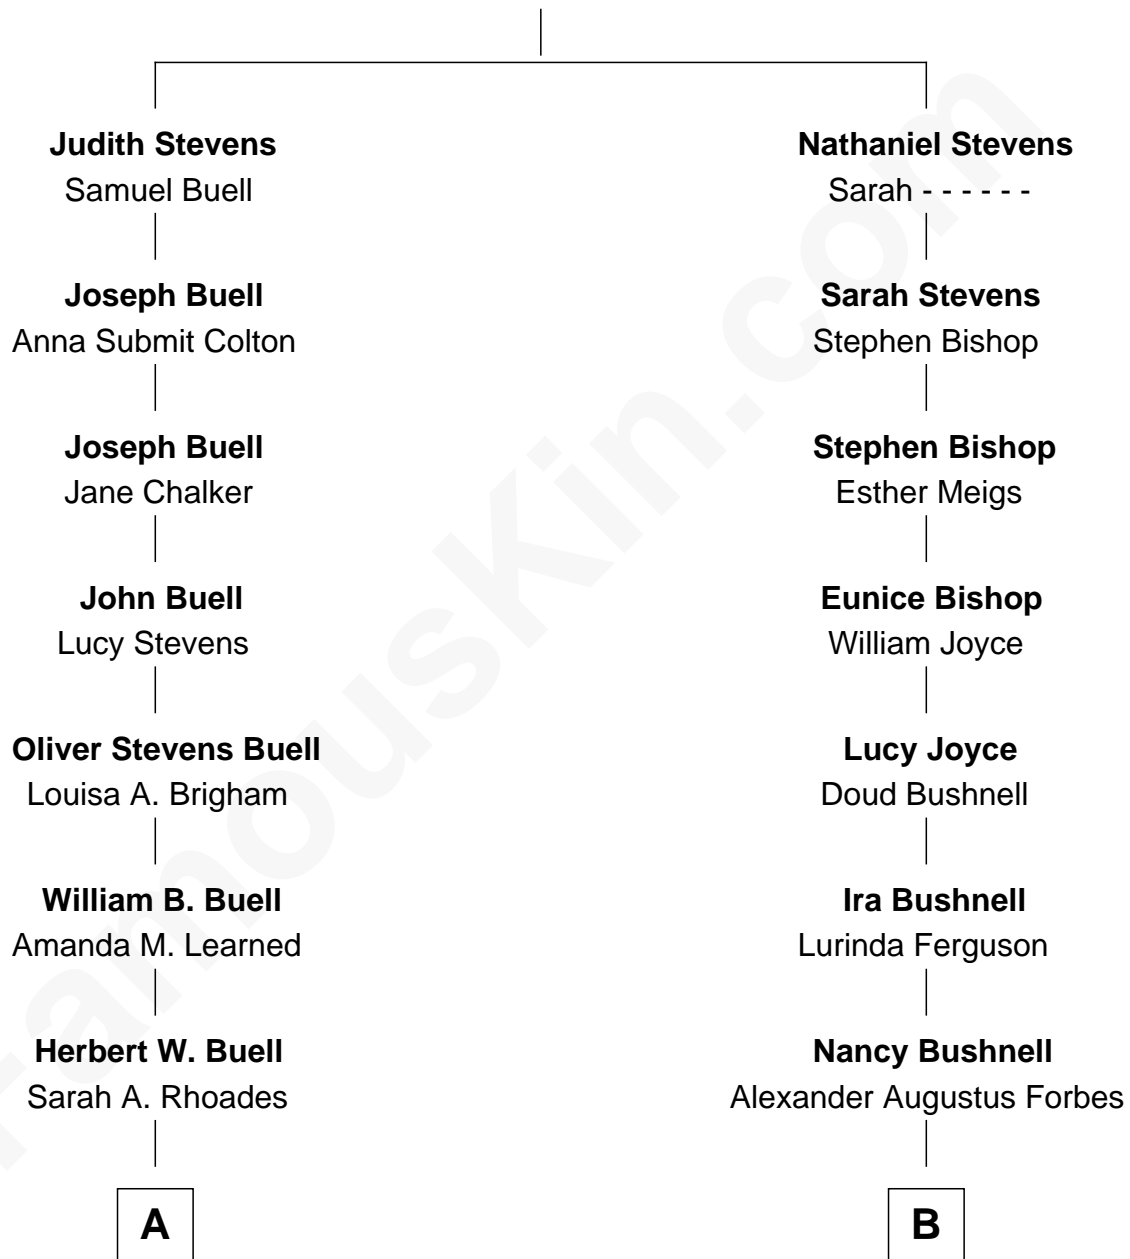 Judith Stevens
Samuel Buell
Nathaniel Stevens
Sarah - - - - - -
Joseph Buell
Anna Submit Colton
Sarah Stevens
Stephen Bishop
Joseph Buell
Jane Chalker
Stephen Bishop
Esther Meigs
John Buell
Lucy Stevens
Eunice Bishop
William Joyce
Oliver Stevens Buell
Louisa A. Brigham
Lucy Joyce
Doud Bushnell
William B. Buell
Amanda M. Learned
Ira Bushnell
Lurinda Ferguson
Herbert W. Buell
Sarah A. Rhoades
Nancy Bushnell
Alexander Augustus Forbes
A
B
FamousKin.com